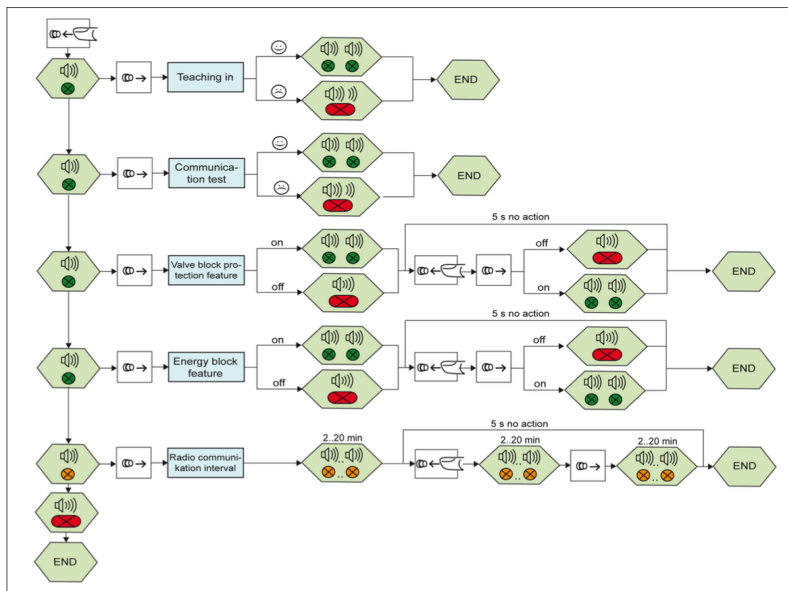 Teaching in
END
Communica-
tion test
END
5 s no action
on
off
Valve block pro-
tection feature
off
on
END
5 s no action
on
off
Energy block
feature
off
on
END
5 s no action
2..20 min
2..20 min
2..20 min
Radio communi-
kation interval
END
END